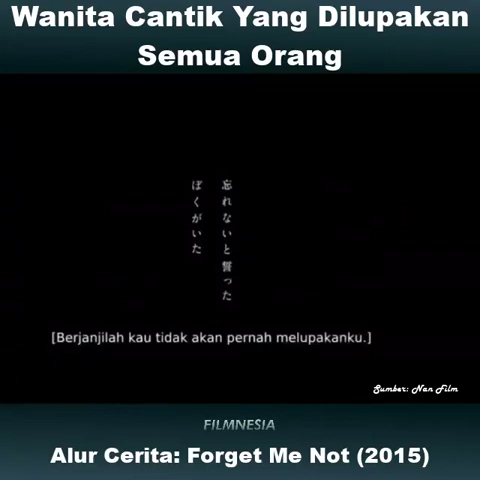 Wanita Cantik Yang Dilupakan
Semua Orang
忘れないと誓った
ぼくがいた
[Berjanjilah kau tidak akan pernah melupakanku.]
Sumber: Nan Film
FILMNESIA
Alur Cerita: Forget Me Not (2015)